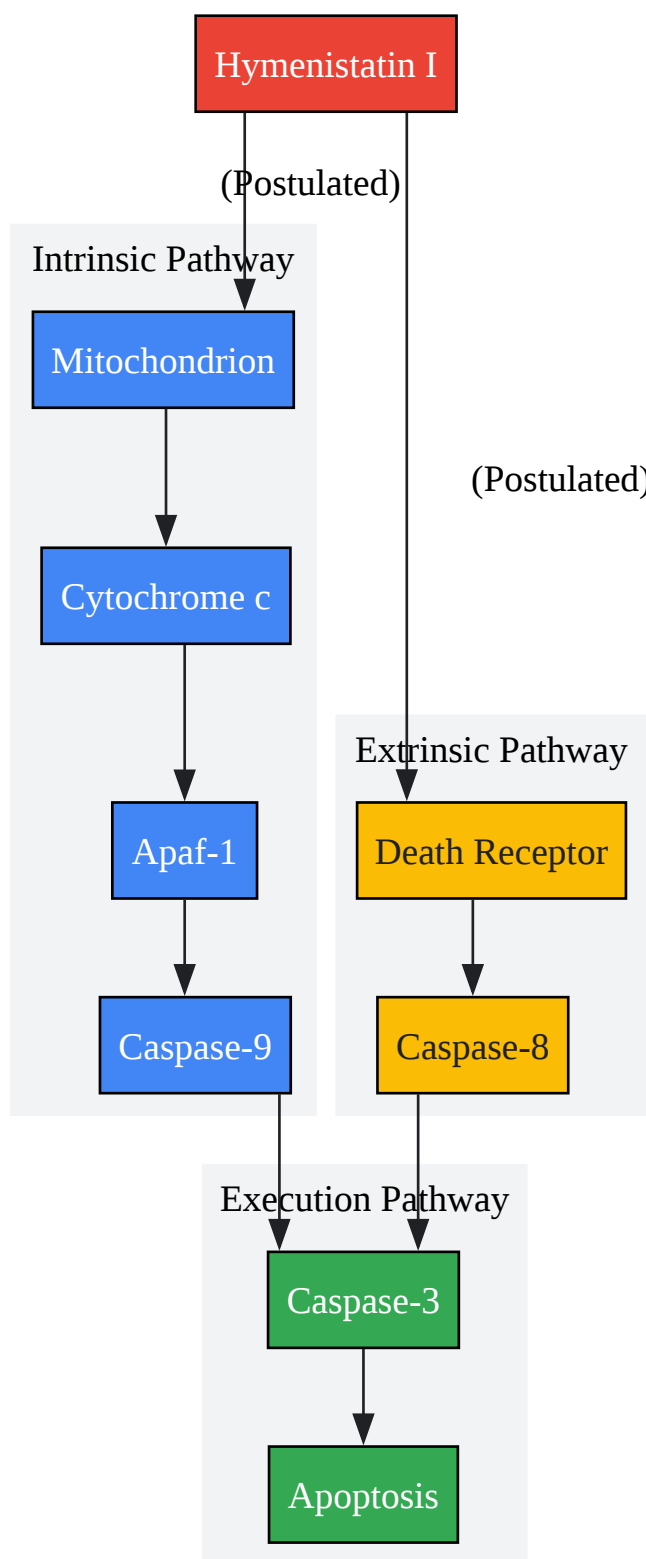 Hymenistatin I
(Postulated)
Intrinsic Pathway
Mitochondrion
(Postulated)
Cytochrome c
Extrinsic Pathway
Apaf-1
Death Receptor
Caspase-9
Caspase-8
Execution Pathway
Caspase-3
Apoptosis